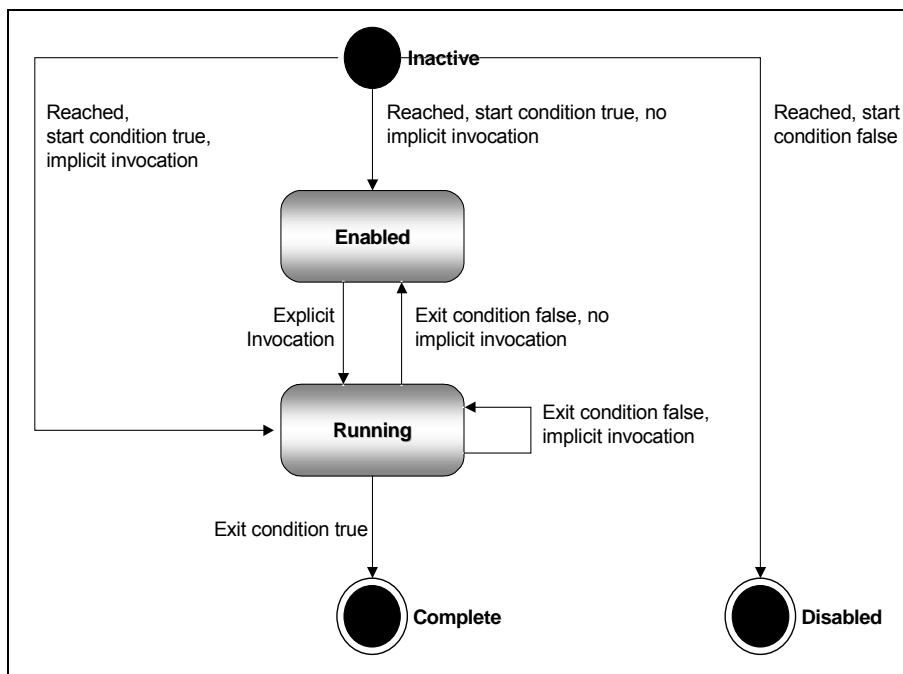 Inactive
Reached,
start condition true,
implicit invocation
Reached, start condition true, no
implicit invocation
Reached, start
condition false
Enabled
Explicit
Invocation
Exit condition false, no
implicit invocation
Running
Exit condition false,
implicit invocation
Exit condition true
Complete
Disabled